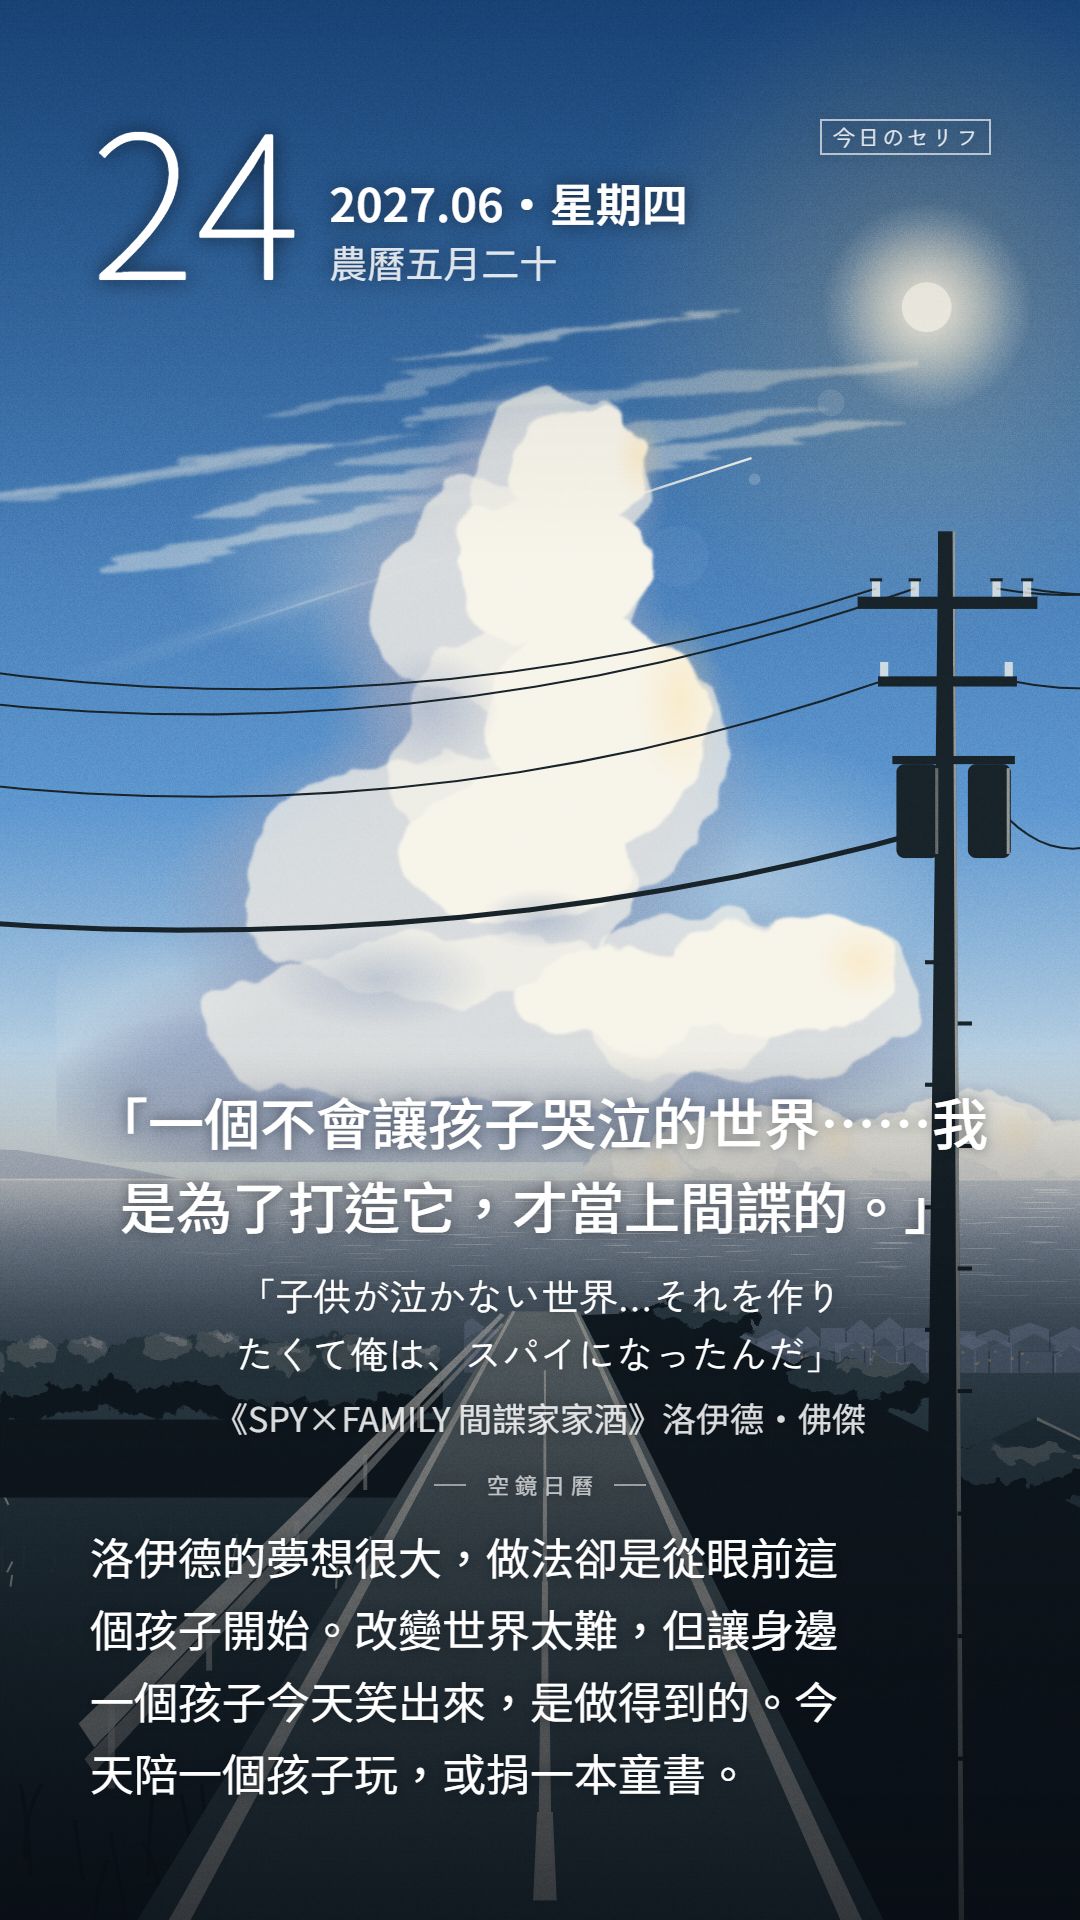 今日のセリフ
24
2027.06・星期四
農曆五月二十
「一個不會讓孩子哭泣的世界⋯⋯我
是為了打造它，才當上間諜的。」
「子供が泣かない世界...それを作り
たくて俺は、スパイになったんだ」
《SPY×FAMILY 間諜家家酒》洛伊德・佛傑
空鏡日曆
洛伊德的夢想很大，做法卻是從眼前這
個孩子開始。改變世界太難，但讓身邊
一個孩子今天笑出來，是做得到的。今
天陪一個孩子玩，或捐一本童書。